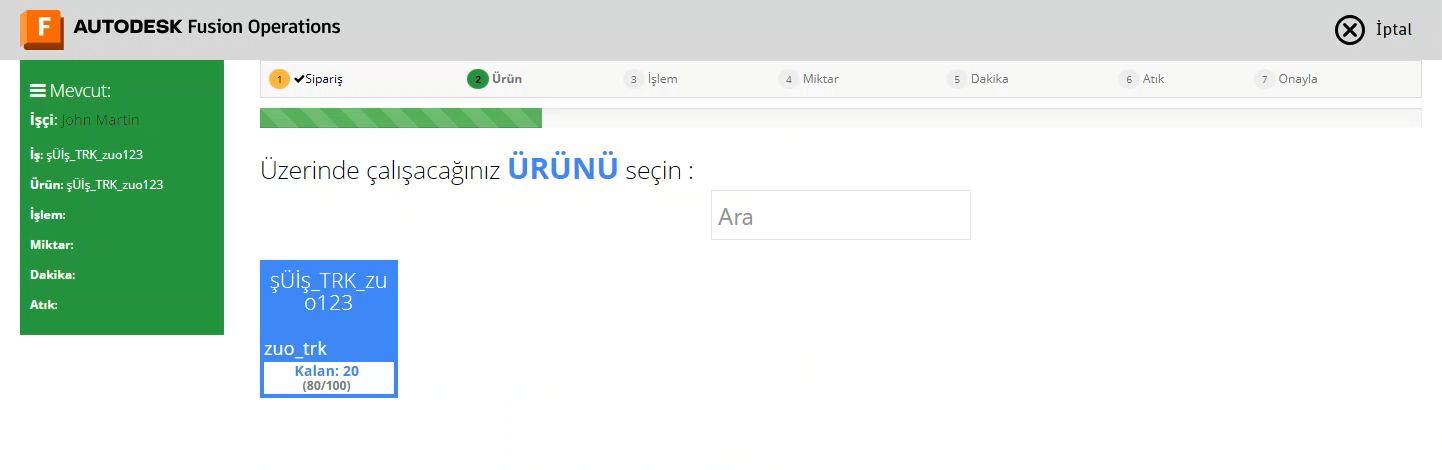 F AUTODESK Fusion Operations
İptal
Mevcut:
İşçi: John Martin
İş: şÜİş_TRK_zuo123
Ürün: şÜİş_TRK_zuo123
İşlem:
Miktar:
Dakika:
Atık:
1 Sipariş 2 Ürün 3 İşlem 4 Miktar 5 Dakika 6 Atık 7 Onayla
Üzerinde çalışacağınız ÜRÜNÜ seçin :
Ara
şÜİş_TRK_zu
o123
zuo_trk
Kalan: 20
(80/100)